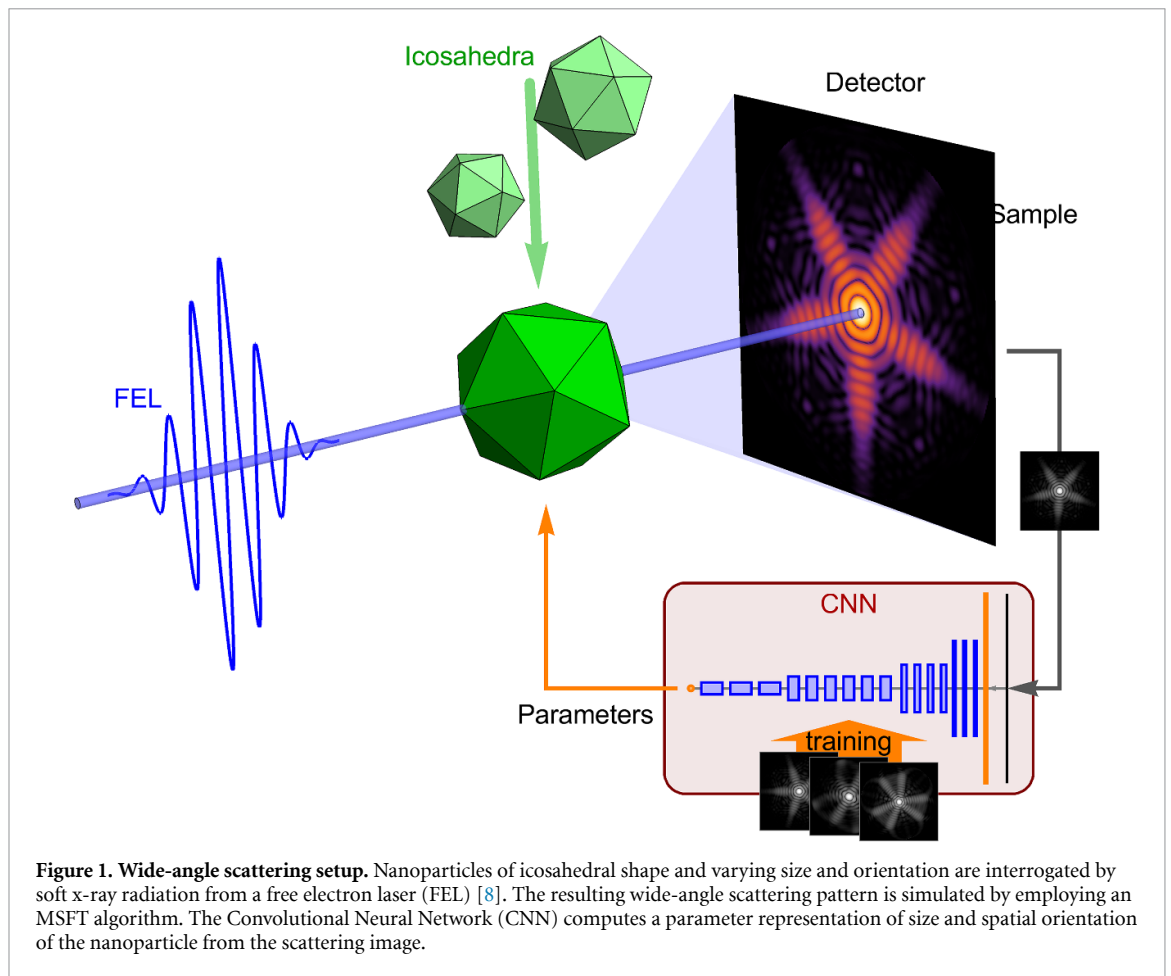 Icosahedra
Detector
Sample
FEL
CNN
Parameters
training
Figure 1. Wide-angle scattering setup. Nanoparticles of icosahedral shape and varying size and orientation are interrogated by
soft x-ray radiation from a free electron laser (FEL) [8]. The resulting wide-angle scattering pattern is simulated by employing an
MSFT algorithm. The Convolutional Neural Network (CNN) computes a parameter representation of size and spatial orientation
of the nanoparticle from the scattering image.